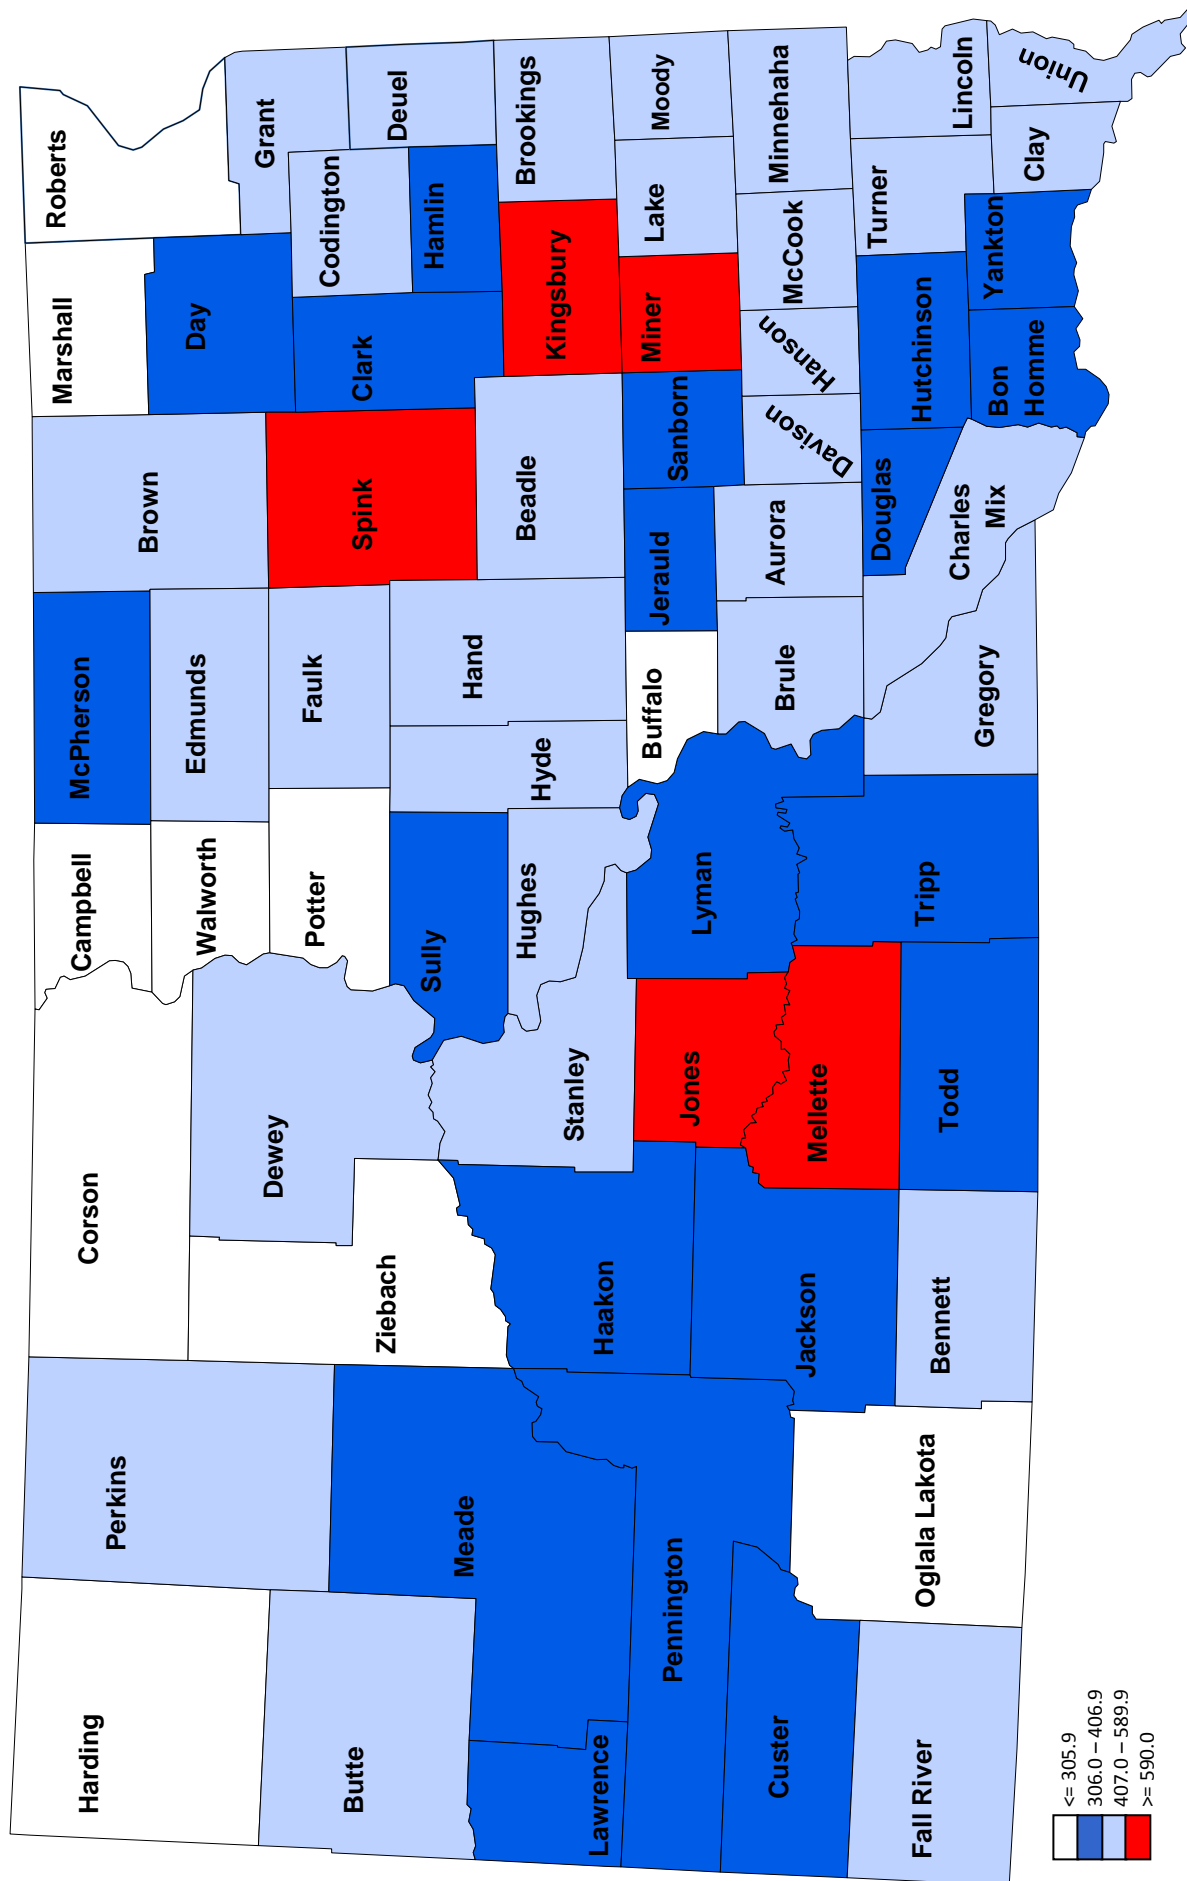 Harding
Perkins
Corson
Campbell
McPherson
Brown
Marshall
Roberts
Butte
Meade
Ziebach
Dewey
Walworth
Edmunds
Day
Grant
Potter
Faulk
Spink
Clark
Codington
Deuel
Hamlin
Lawrence
Haakon
Stanley
Sully
Hughes
Hyde
Hand
Beadle
Kingsbury
Brookings
Pennington
Jones
Lyman
Buffalo
Jerauld
Sanborn
Miner
Lake
Moody
Custer
Jackson
Mellette
Brule
Aurora
Davison
Hanson
McCook
Minnehaha
Fall River
Oglala Lakota
Bennett
Todd
Tripp
Gregory
Charles
Mix
Douglas
Hutchinson
Turner
Lincoln
Bon
Homme
Yankton
Clay
Union
<= 305.9
306.0 – 406.9
407.0 – 589.9
>= 590.0